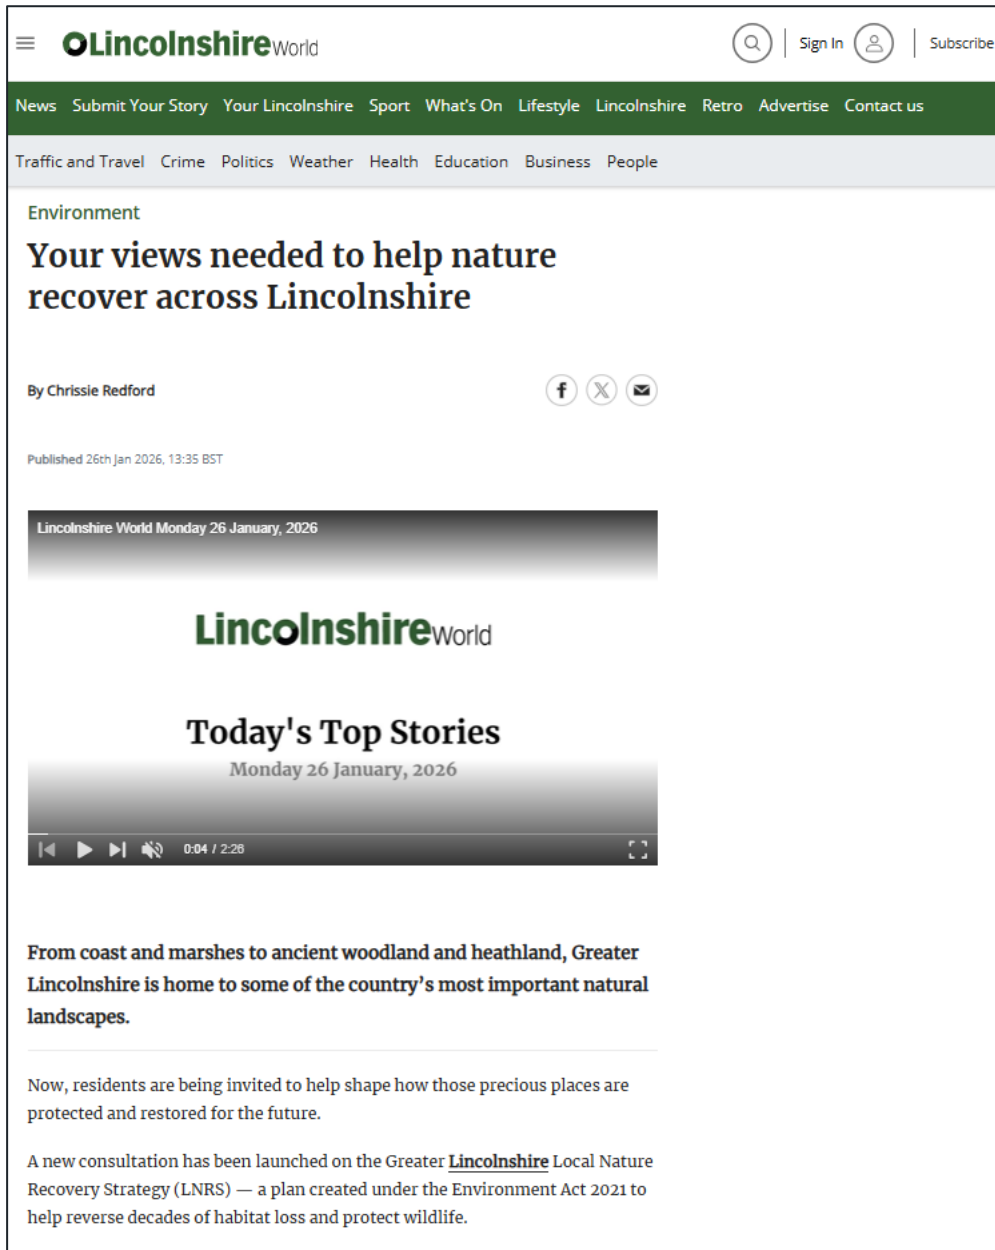 LincolnshireWorld
Sign In
Subscribe
News Submit Your Story Your Lincolnshire Sport What's On Lifestyle Lincolnshire Retro Advertise Contact us
Traffic and Travel Crime Politics Weather Health Education Business People
Environment
Your views needed to help nature
recover across Lincolnshire
By Chrissie Redford
Published 26th Jan 2026, 13:35 BST
Lincolnshire World Monday 26 January, 2026
LincolnshireWorld
Today's Top Stories
Monday 26 January, 2026
0:04 / 2:26
From coast and marshes to ancient woodland and heathland, Greater
Lincolnshire is home to some of the country’s most important natural
landscapes.
Now, residents are being invited to help shape how those precious places are
protected and restored for the future.
A new consultation has been launched on the Greater Lincolnshire Local Nature
Recovery Strategy (LNRS) — a plan created under the Environment Act 2021 to
help reverse decades of habitat loss and protect wildlife.